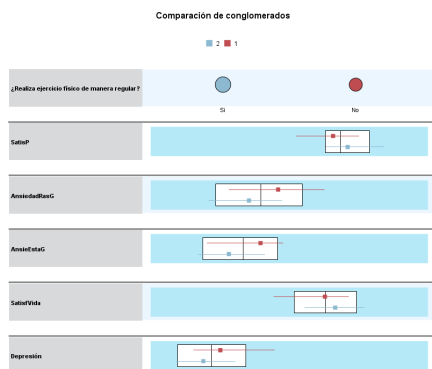 Comparación de conglomerados
2 1
¿Realiza ejercicio físico de manera regular?
Si No
SatisP
AnsiedadRasG
AnsieEstaG
SatisfVida
Depresión